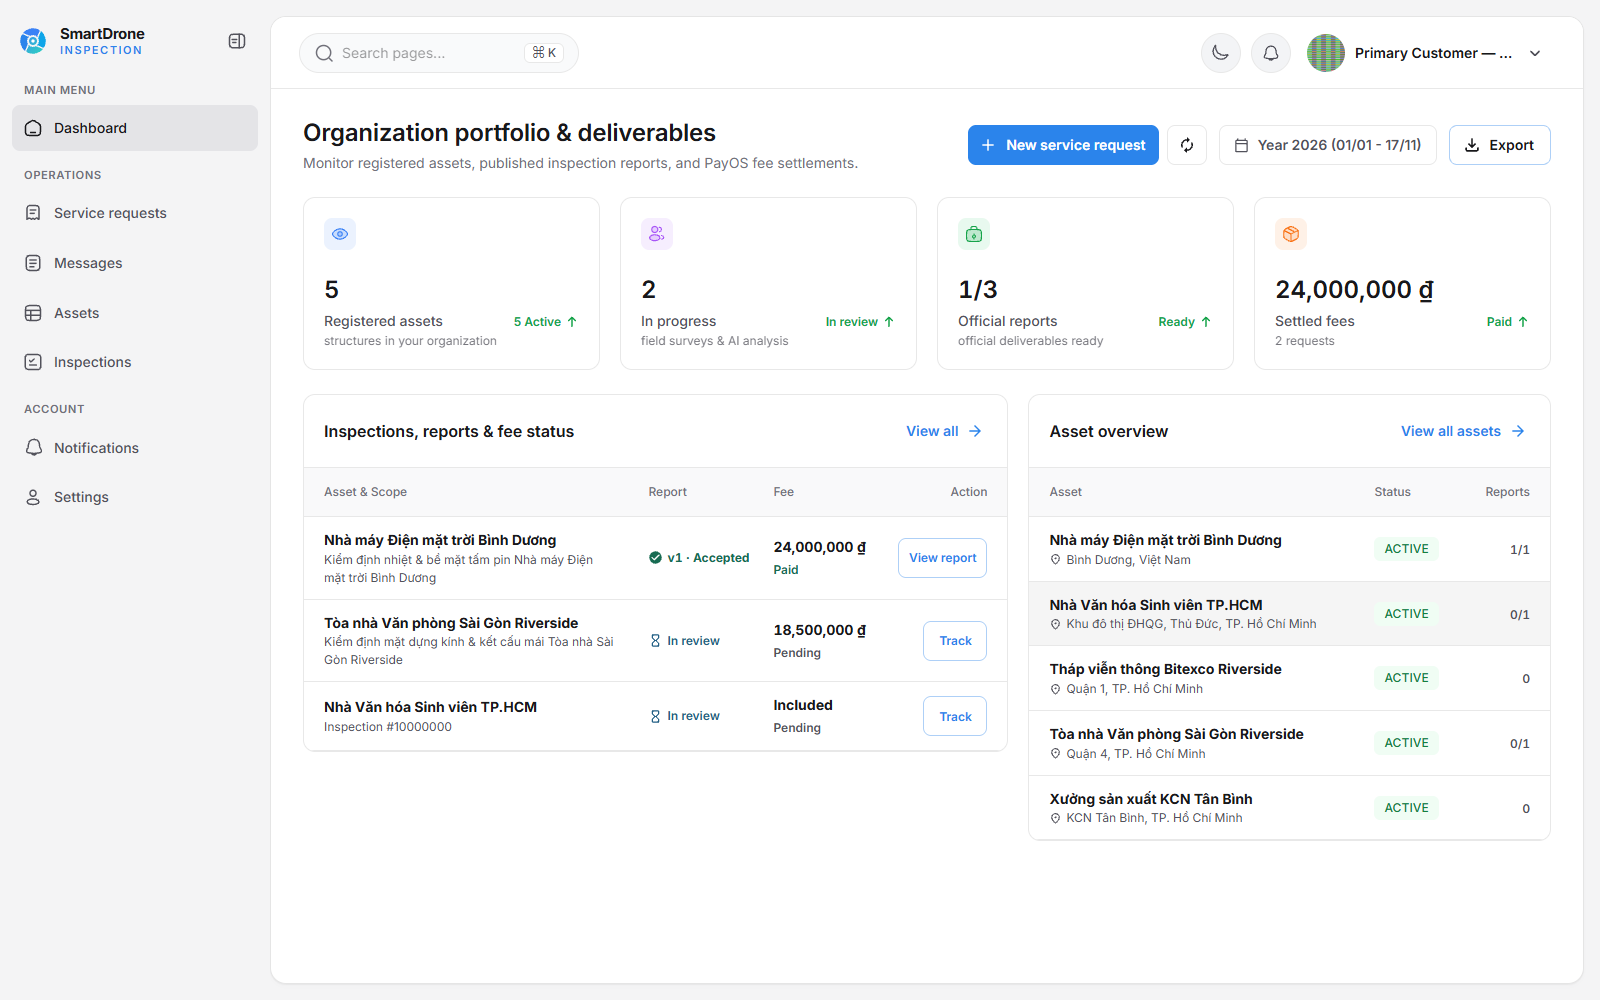 SmartDrone
INSPECTION
MAIN MENU
Dashboard
OPERATIONS
Service requests
Messages
Assets
Inspections
ACCOUNT
Notifications
Settings
Search pages...
⌘ K
Primary Customer — ...
Organization portfolio & deliverables
Monitor registered assets, published inspection reports, and PayOS fee settlements.
New service request
Year 2026 (01/01 - 17/11)
Export
5
Registered assets
5 Active ↑
structures in your organization
2
In progress
In review ↑
field surveys & AI analysis
1/3
Official reports
Ready ↑
official deliverables ready
24,000,000 ₫
Settled fees
Paid ↑
2 requests
Inspections, reports & fee status
View all →
Asset & Scope
Report
Fee
Action
Nhà máy Điện mặt trời Bình Dương
Kiểm định nhiệt & bề mặt tấm pin Nhà máy Điện
mặt trời Bình Dương
v1 · Accepted
24,000,000 ₫
Paid
View report
Tòa nhà Văn phòng Sài Gòn Riverside
Kiểm định mặt dựng kính & kết cấu mái Tòa nhà Sài
Gòn Riverside
In review
18,500,000 ₫
Pending
Track
Nhà Văn hóa Sinh viên TP.HCM
Inspection #10000000
In review
Included
Pending
Track
Asset overview
View all assets →
Asset
Status
Reports
Nhà máy Điện mặt trời Bình Dương
Bình Dương, Việt Nam
ACTIVE
1/1
Nhà Văn hóa Sinh viên TP.HCM
Khu đô thị ĐHQG, Thủ Đức, TP. Hồ Chí Minh
ACTIVE
0/1
Tháp viễn thông Bitexco Riverside
Quận 1, TP. Hồ Chí Minh
ACTIVE
0
Tòa nhà Văn phòng Sài Gòn Riverside
Quận 4, TP. Hồ Chí Minh
ACTIVE
0/1
Xưởng sản xuất KCN Tân Bình
KCN Tân Bình, TP. Hồ Chí Minh
ACTIVE
0